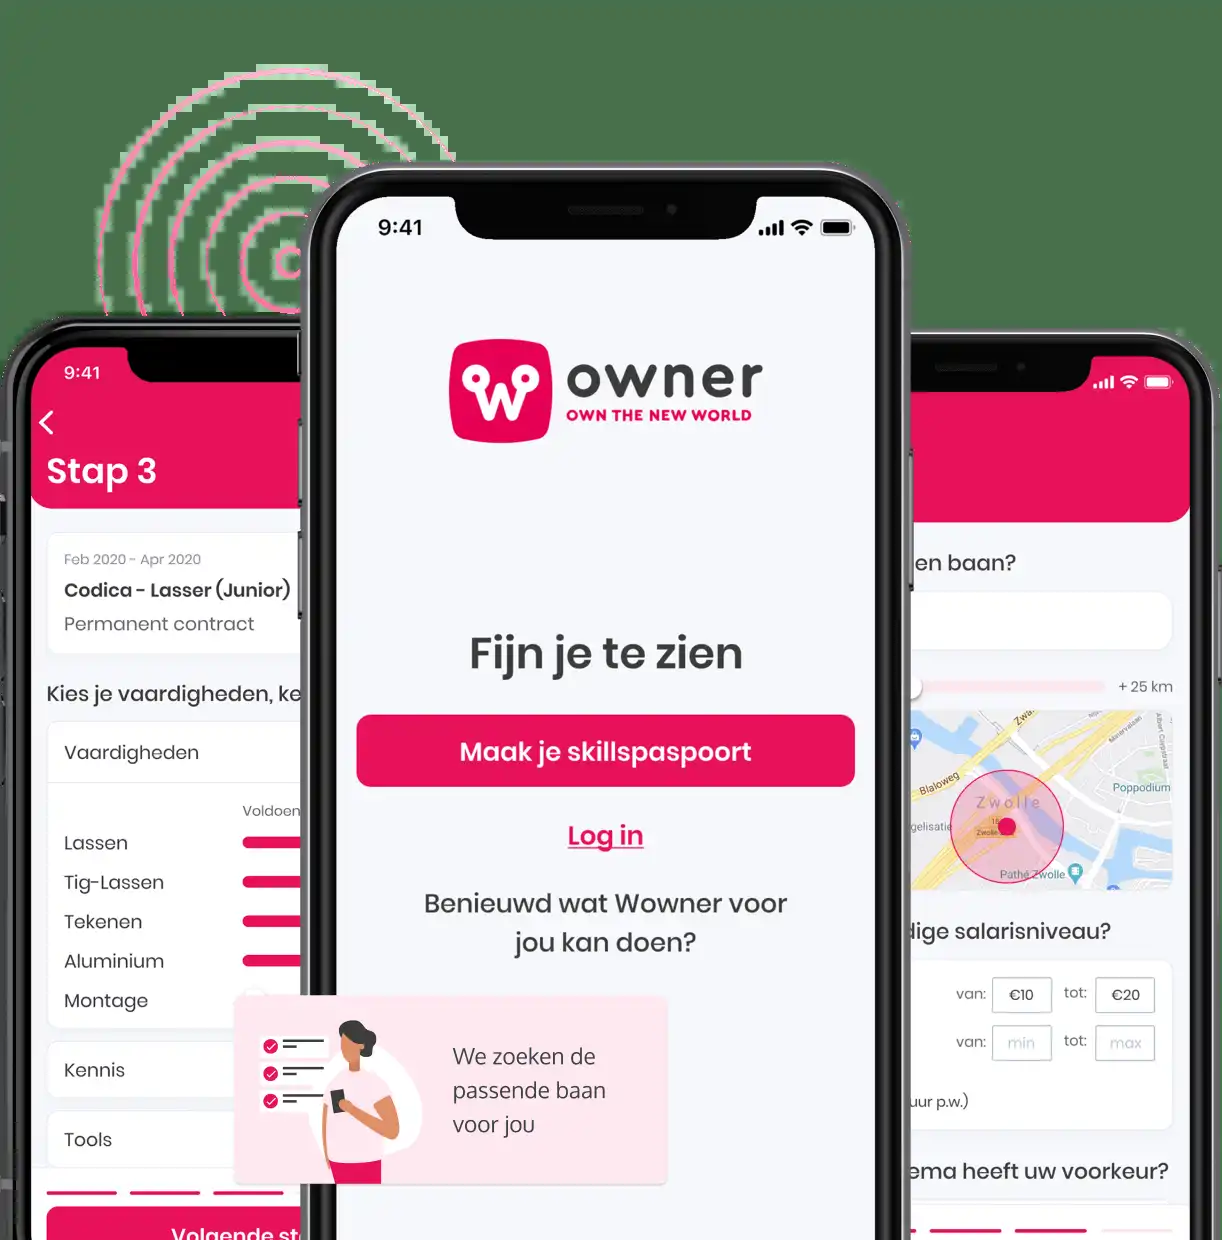 9:41
owner
OWN THE NEW WORLD
Fijn je te zien
Maak je skillspaspoort
Log in
Benieuwd wat Wowner voor
jou kan doen?
We zoeken de
passende baan
voor jou
9:41
Stap 3
Feb 2020 - Apr 2020
Codica - Lasser (Junior)
Permanent contract
Kies je vaardigheden, ke
Vaardigheden
Voldoen
Lassen
Tig-Lassen
Tekenen
Aluminium
Montage
Kennis
Tools
Volgende st
en baan?
+ 25 km
Blaloweg
Zwolle
Poppodium
gelisatie
Pathé Zwolle
dige salarisniveau?
van: €10 tot: €20
van: min tot: max
uur p.w.)
ema heeft uw voorkeur?